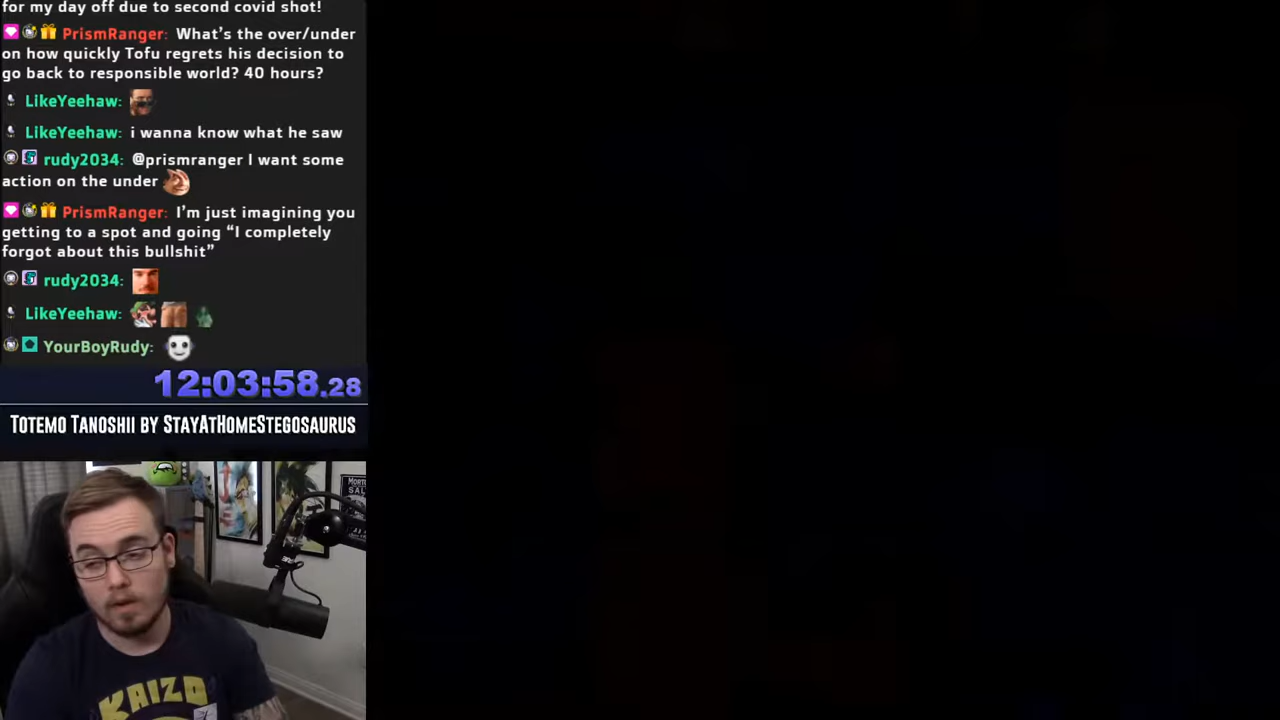 for my day off due to second covid shot!
PrismRanger: What's the over/under
on how quickly Tofu regrets his decision to
go back to responsible world? 40 hours?
LikeYeehaw:
LikeYeehaw: i wanna know what he saw
rudy2034: @prismranger I want some
action on the under
PrismRanger: I'm just imagining you
getting to a spot and going “I completely
forgot about this bullshit”
rudy2034:
LikeYeehaw:
YourBoyRudy:
12:03:58.28
TOTEMO TANOSHII BY STAYATHOMESTEGOSAURUS
KAIZO